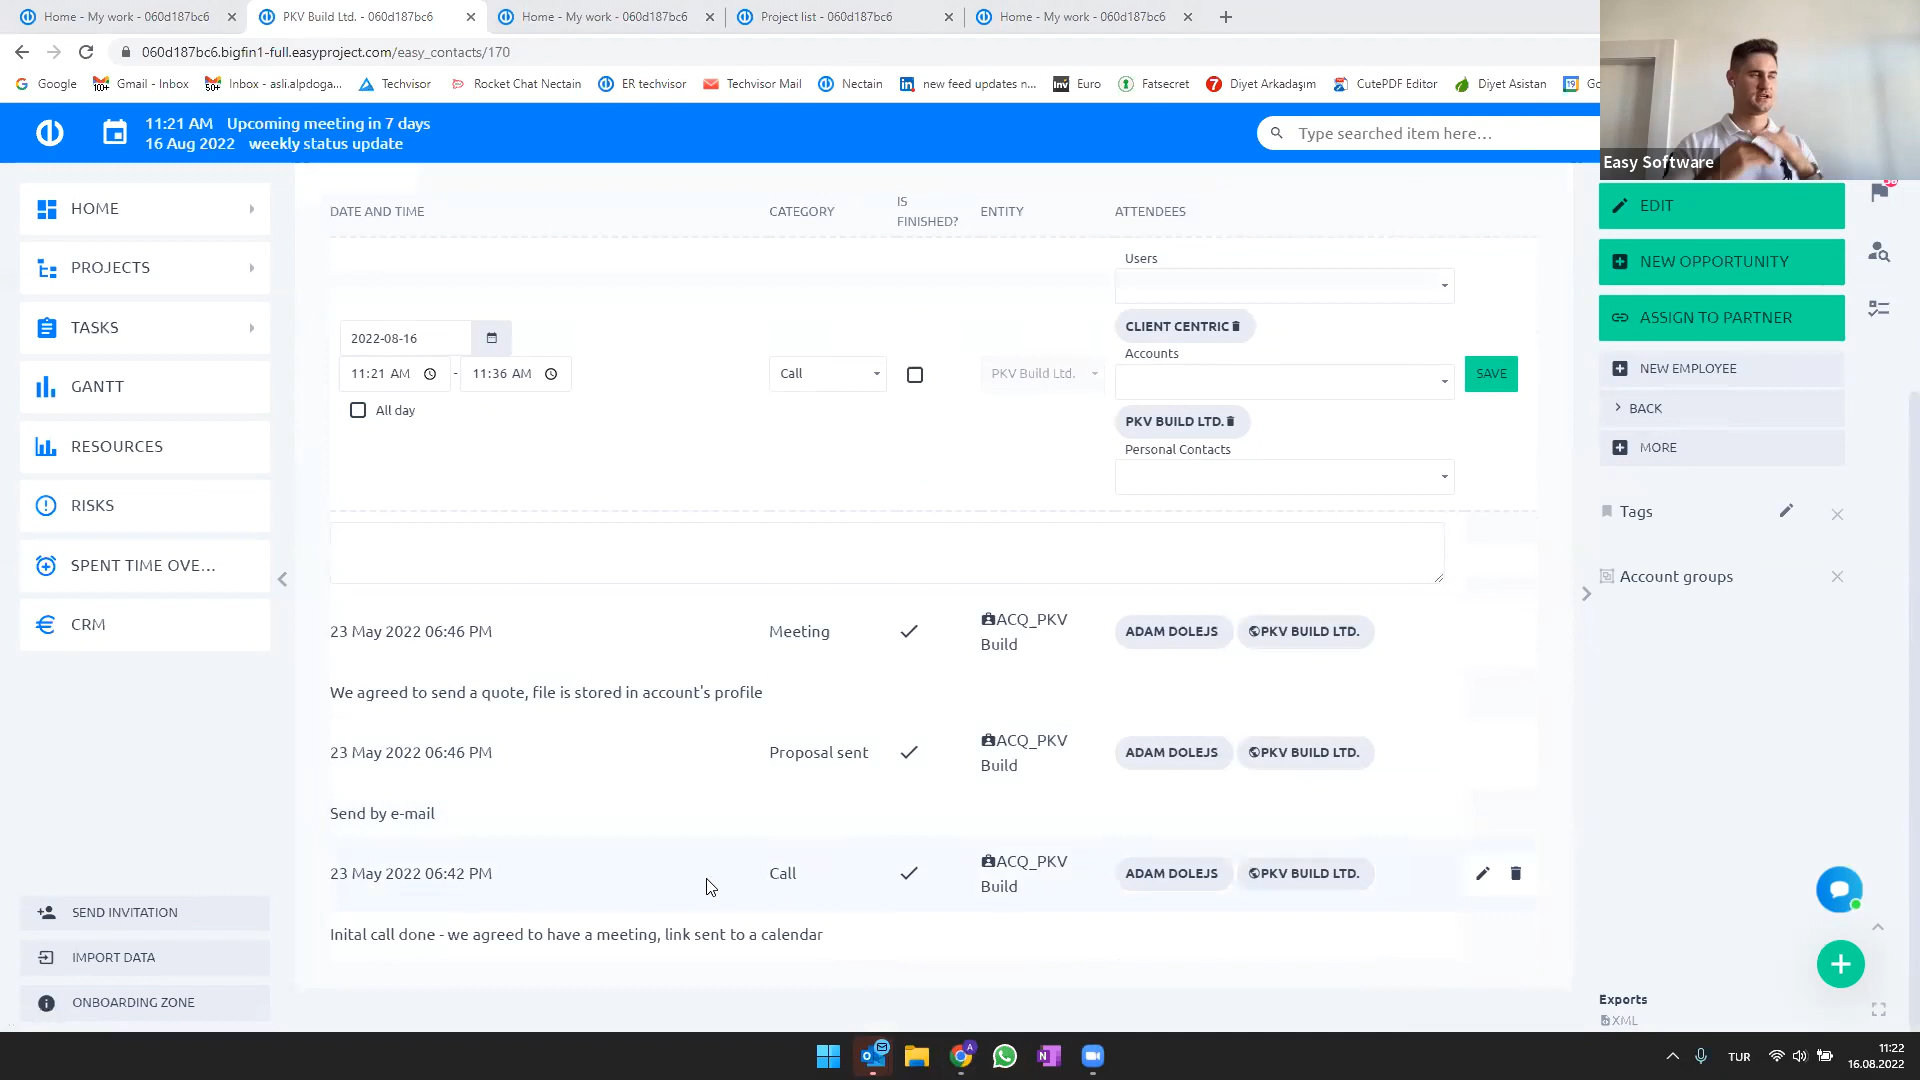 Home - My work - 060d187bc6
PKV Build Ltd. - 060d187bc6
Home - My work - 060d187bc6
Project list - 060d187bc6
Home - My work - 060d187bc6
060d187bc6.bigfin1-full.easyproject.com/easy_contacts/170
Google
Gmail - Inbox
Inbox - asli.alpdoga...
Techvisor
Rocket Chat Nectain
ER techvisor
Techvisor Mail
Nectain
new feed updates n...
Euro
Fatsecret
Diyet Arkadaşım
CutePDF Editor
Diyet Asistan
11:21 AM Upcoming meeting in 7 days
16 Aug 2022 weekly status update
Type searched item here...
Easy Software
HOME
PROJECTS
TASKS
GANTT
RESOURCES
RISKS
SPENT TIME OVE...
CRM
SEND INVITATION
IMPORT DATA
ONBOARDING ZONE
DATE AND TIME
CATEGORY
IS
FINISHED?
ENTITY
ATTENDEES
Users
2022-08-16
CLIENT CENTRIC
Accounts
11:21 AM - 11:36 AM
Call
PKV Build Ltd.
SAVE
All day
PKV BUILD LTD.
Personal Contacts
23 May 2022 06:46 PM
Meeting
ACQ_PKV
Build
ADAM DOLEJS
PKV BUILD LTD.
We agreed to send a quote, file is stored in account's profile
23 May 2022 06:46 PM
Proposal sent
ACQ_PKV
Build
ADAM DOLEJS
PKV BUILD LTD.
Send by e-mail
23 May 2022 06:42 PM
Call
ACQ_PKV
Build
ADAM DOLEJS
PKV BUILD LTD.
Inital call done - we agreed to have a meeting, link sent to a calendar
EDIT
NEW OPPORTUNITY
ASSIGN TO PARTNER
NEW EMPLOYEE
BACK
MORE
Tags
Account groups
Exports
XML
TUR
11:22
16.08.2022